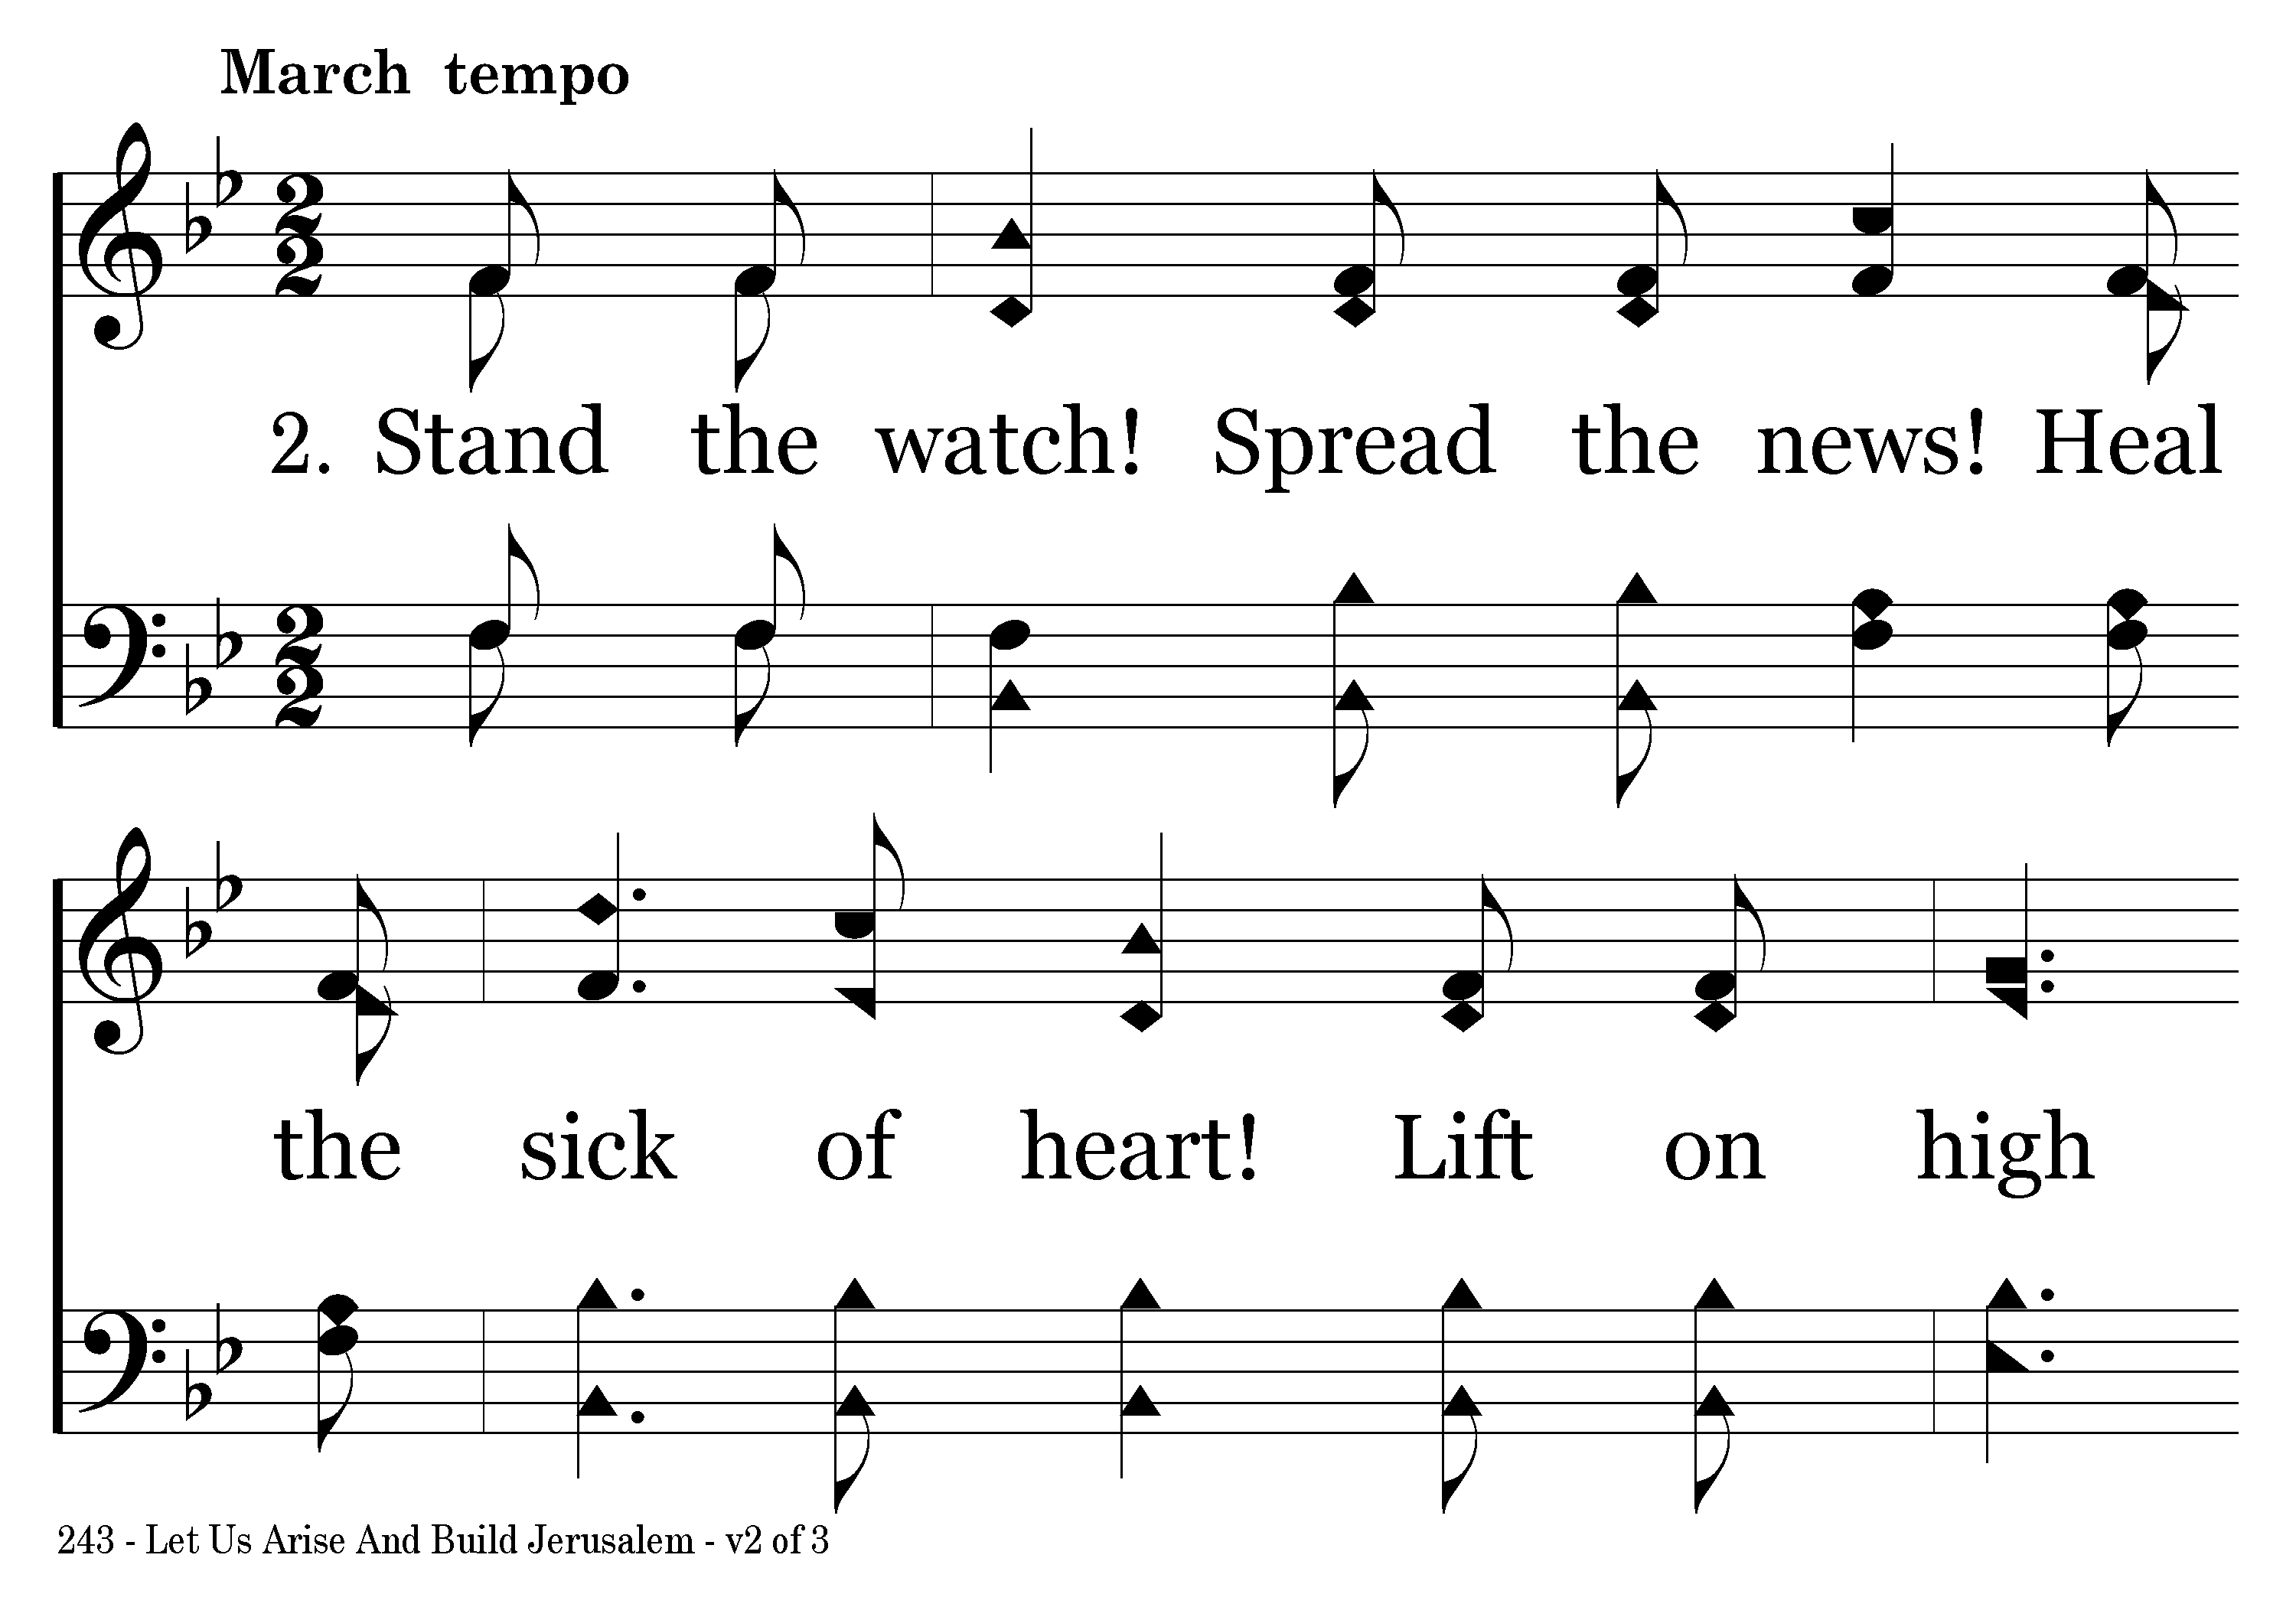 March tempo
2. Stand the watch! Spread the news! Heal
the sick of heart! Lift on high
243 - Let Us Arise And Build Jerusalem - v2 of 3